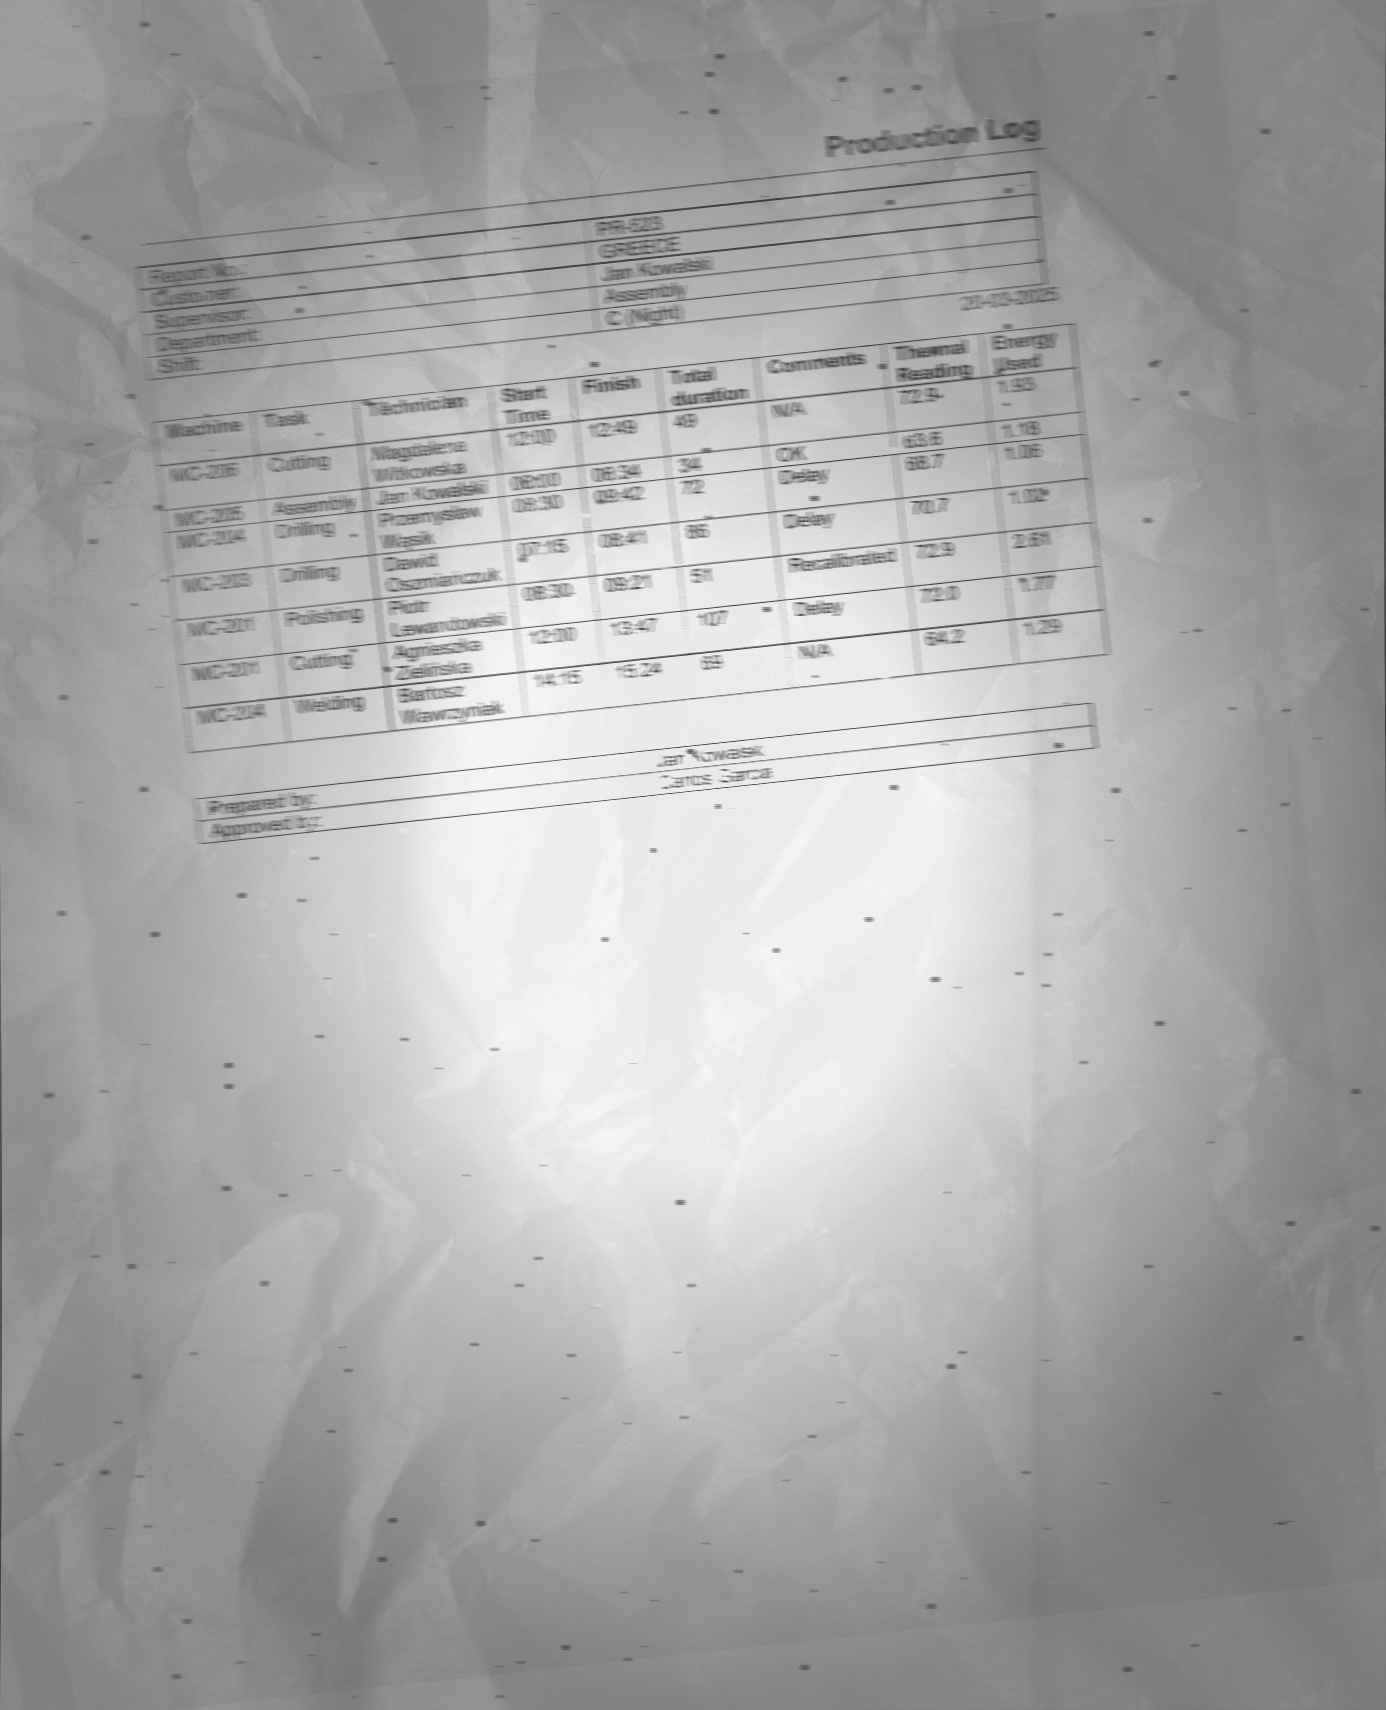 Production Log
Report No.: PR-523
Customer: GREECE
Supervisor: Jan Kowalski
Department: Assembly
Shift: C (Night)
20-03-2025
Machine Task Technician Start Time Finish Total duration Comments Thermal Reading Energy Used
MC-206 Cutting Magdalena Witkowska 12:00 12:49 49 N/A 72.9 1.93
MC-205 Assembly Jan Kowalski 08:00 08:34 34 OK 63.6 1.18
MC-204 Drilling Przemysław Wąsik 08:30 09:42 72 Delay 68.7 1.06
MC-203 Drilling Dawid 07:15 08:41 86 Delay 70.7 1.02
MC-201 Polishing Piotr Lewandowski 08:30 09:21 51 Recalibrated 72.9 2.61
MC-201 Cutting Agnieszka Zielińska 12:00 13:47 107 Delay 72.0 1.77
MC-204 Welding Bartosz Wawrzyniak 14:15 15:24 69 N/A 64.2 1.29
Prepared by: Jan Kowalski
Approved by: Carlos Garcia